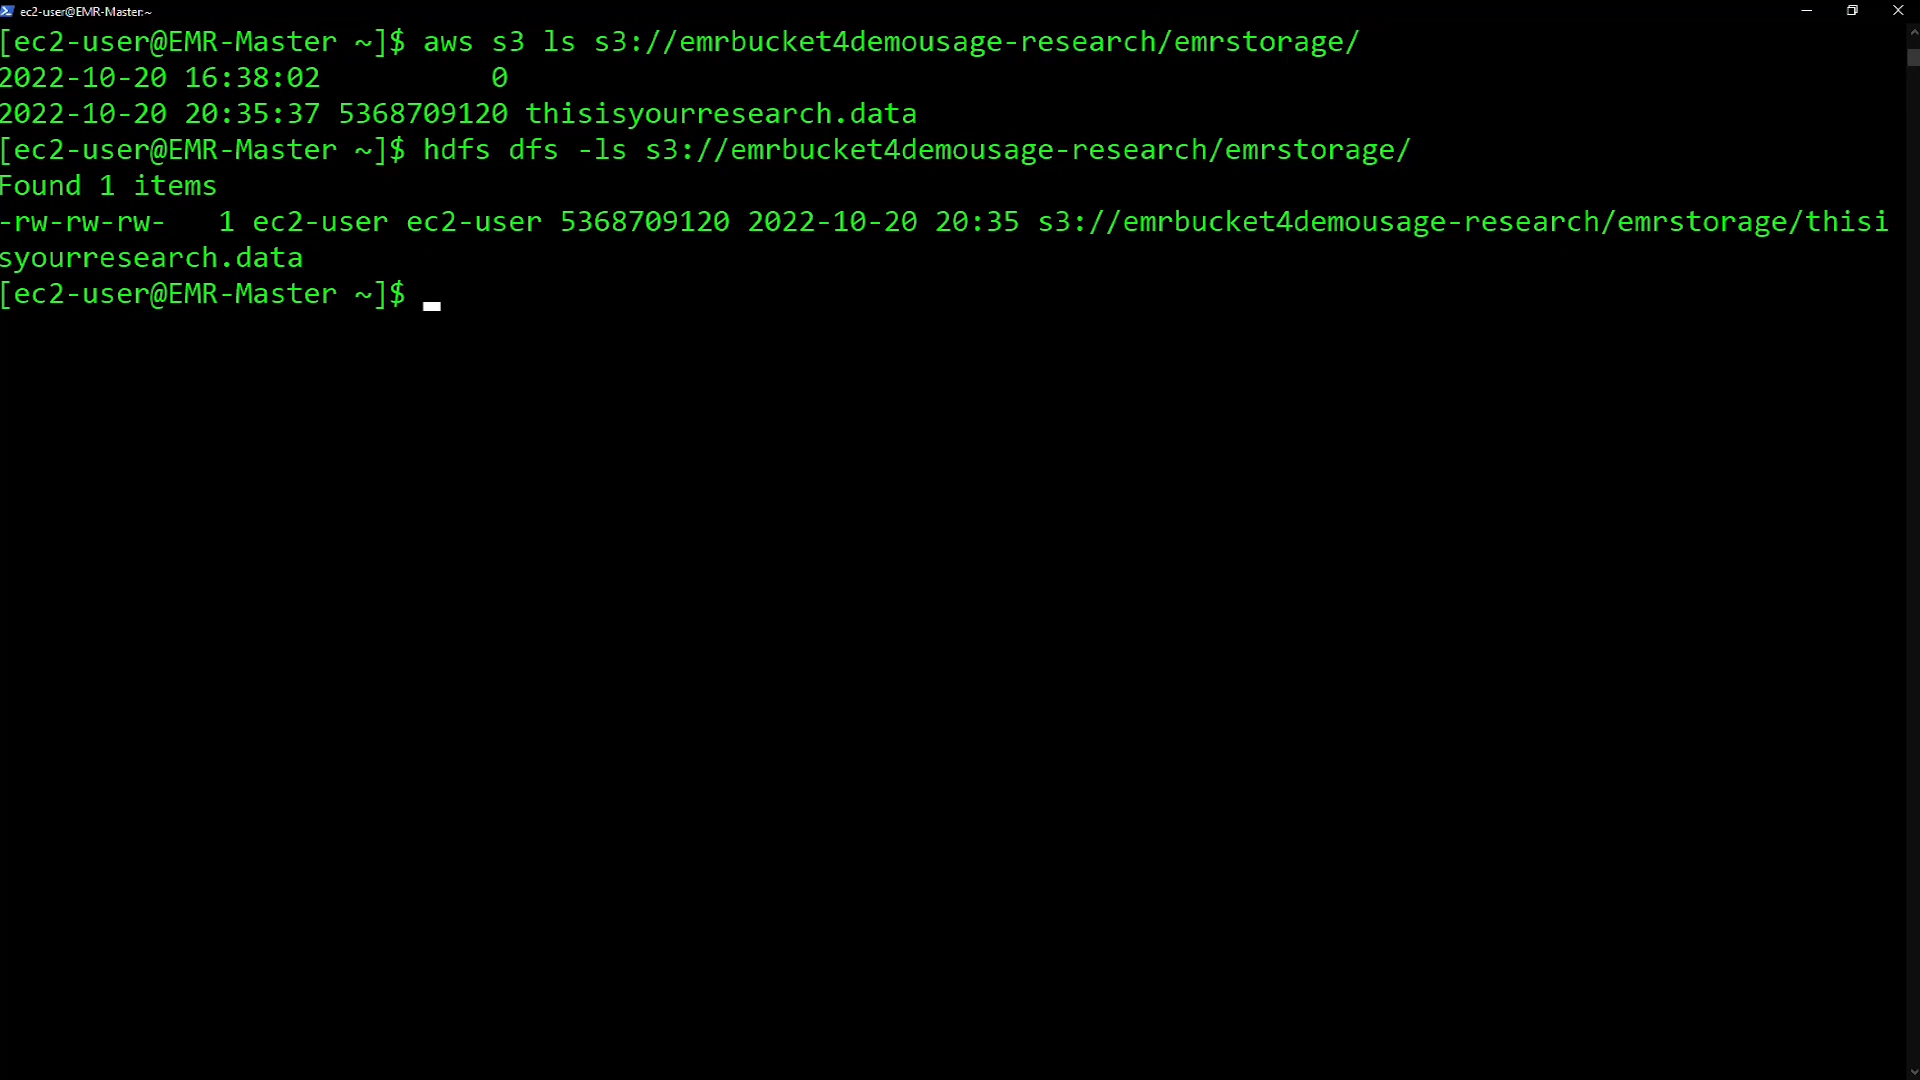 ec2-user@EMR-Master:~
[ec2-user@EMR-Master ~]$ aws s3 ls s3://emrbucket4demousage-research/emrstorage/
2022-10-20 16:38:02          0
2022-10-20 20:35:37 5368709120 thisisyourresearch.data
[ec2-user@EMR-Master ~]$ hdfs dfs -ls s3://emrbucket4demousage-research/emrstorage/
Found 1 items
-rw-rw-rw-   1 ec2-user ec2-user 5368709120 2022-10-20 20:35 s3://emrbucket4demousage-research/emrstorage/thisi
syourresearch.data
[ec2-user@EMR-Master ~]$